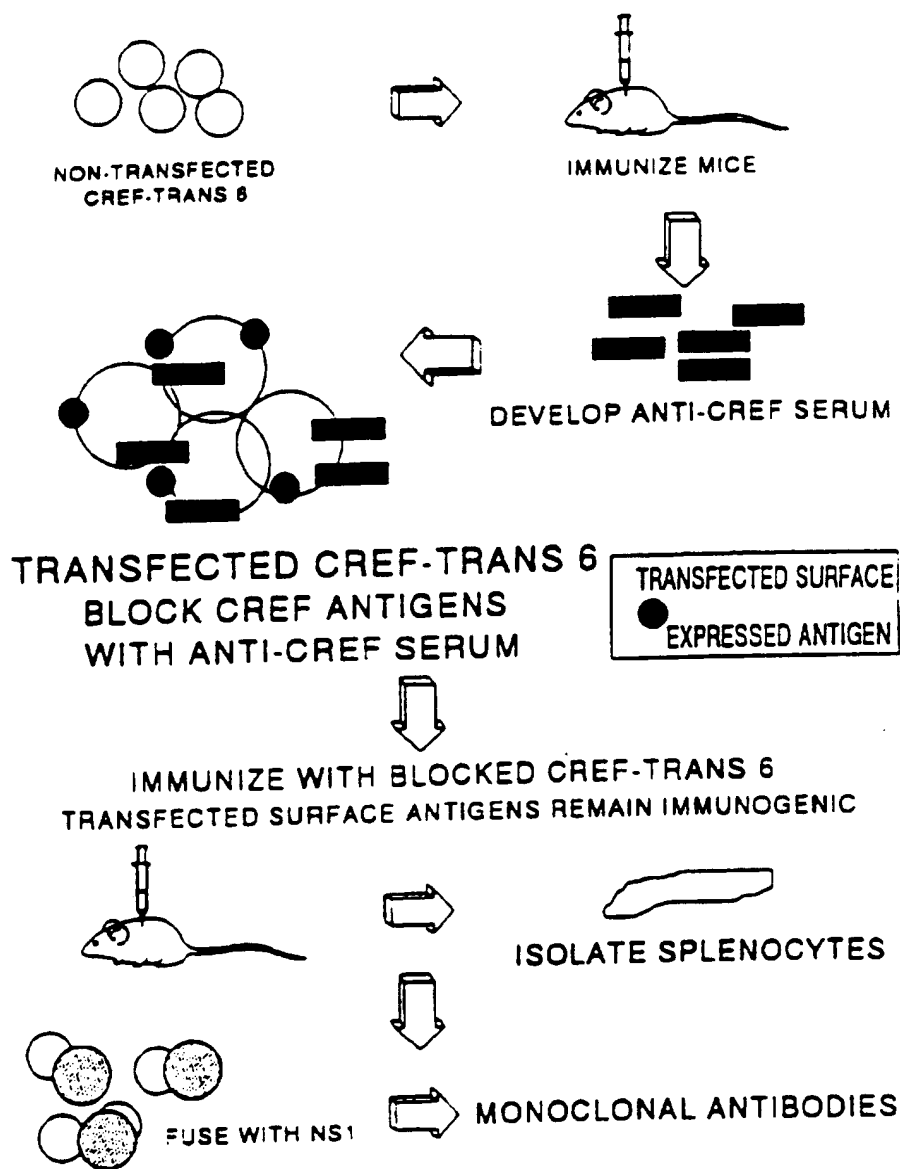 NON-TRANSFECTED
CREF-TRANS 6
IMMUNIZE MICE
DEVELOP ANTI-CREF SERUM
TRANSFECTED CREF-TRANS 6
BLOCK CREF ANTIGENS
WITH ANTI-CREF SERUM
TRANSFECTED SURFACE
EXPRESSED ANTIGEN
IMMUNIZE WITH BLOCKED CREF-TRANS 6
TRANSFECTED SURFACE ANTIGENS REMAIN IMMUNOGENIC
ISOLATE SPLENOCYTES
FUSE WITH NS1
MONOCLONAL ANTIBODIES